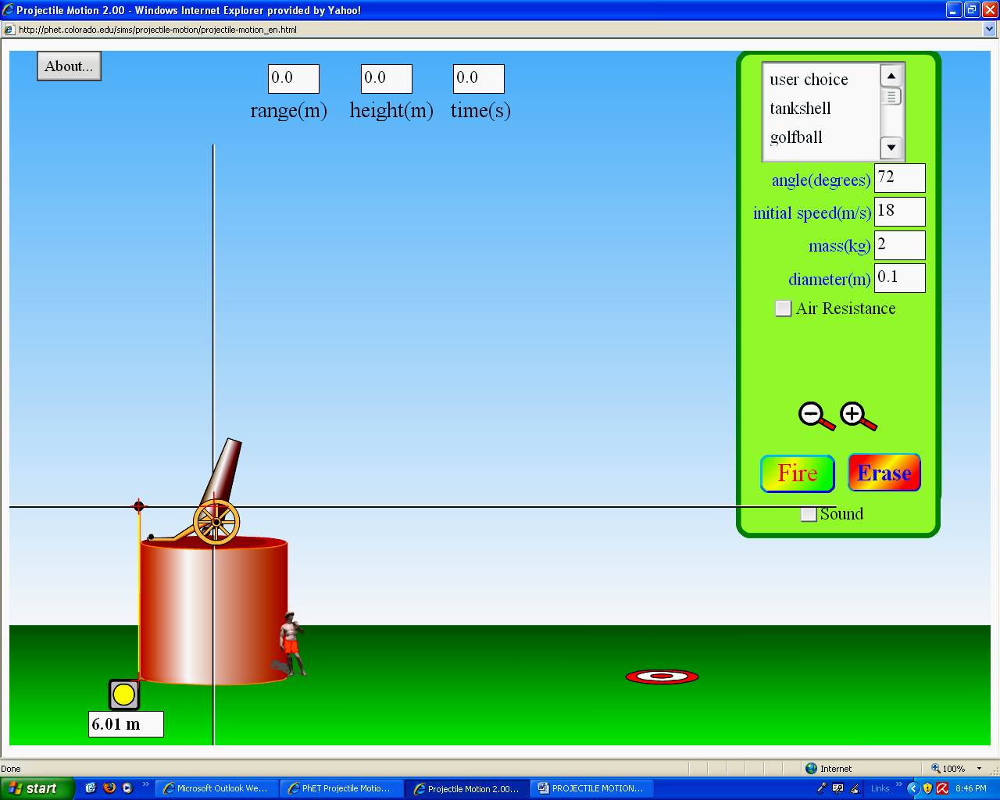 Projectile Motion 2.00 - Windows Internet Explorer provided by Yahoo!
http://phet.colorado.edu/sims/projectile-motion/projectile-motion_en.html
About...
0.0 0.0 0.0
range(m) height(m) time(s)
user choice
tankshell
golfball
angle(degrees) 72
initial speed(m/s) 18
mass(kg) 2
diameter(m) 0.1
Air Resistance
Fire Erase
Sound
6.01 m
Done Internet 100%
start Microsoft Outlook We... PhET Projectile Motio... Projectile Motion 2.00... PROJECTILE MOTION... Links 8:46 PM